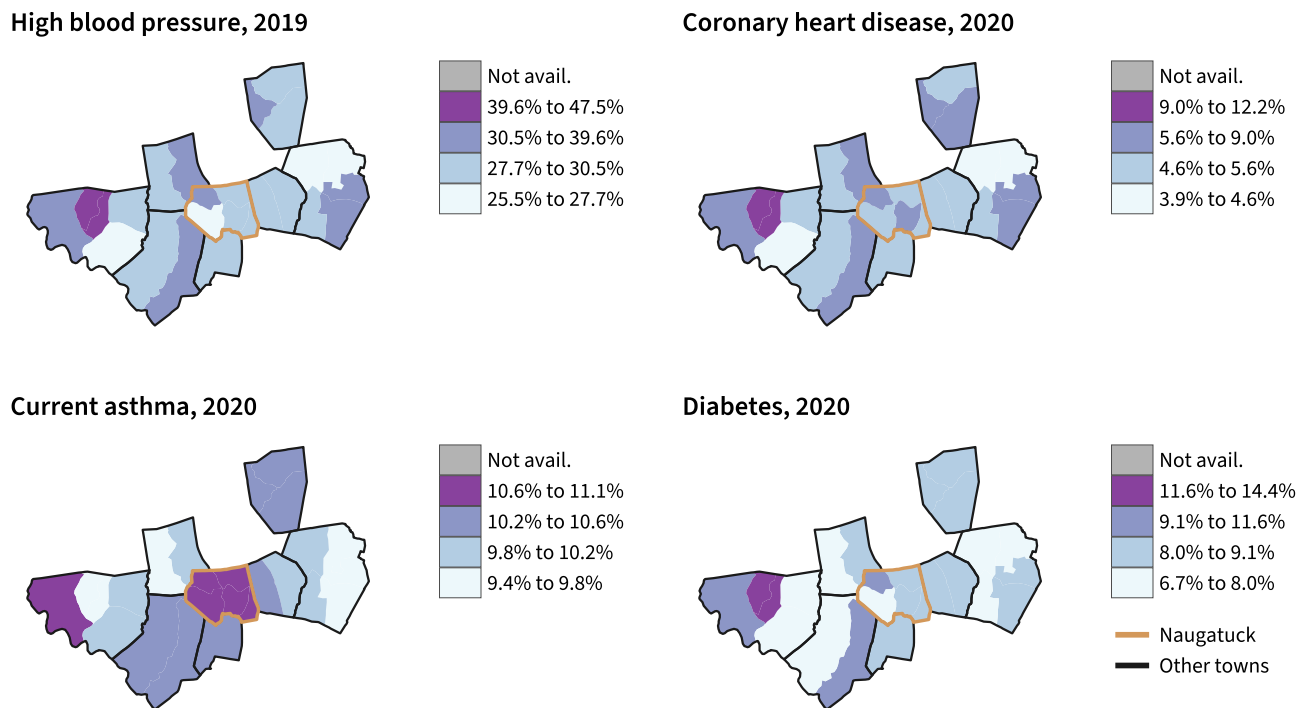 High blood pressure, 2019
Not avail.
39.6% to 47.5%
30.5% to 39.6%
27.7% to 30.5%
25.5% to 27.7%
Coronary heart disease, 2020
Not avail.
9.0% to 12.2%
5.6% to 9.0%
4.6% to 5.6%
3.9% to 4.6%
Current asthma, 2020
Not avail.
10.6% to 11.1%
10.2% to 10.6%
9.8% to 10.2%
9.4% to 9.8%
Diabetes, 2020
Not avail.
11.6% to 14.4%
9.1% to 11.6%
8.0% to 9.1%
6.7% to 8.0%
Naugatuck
Other towns